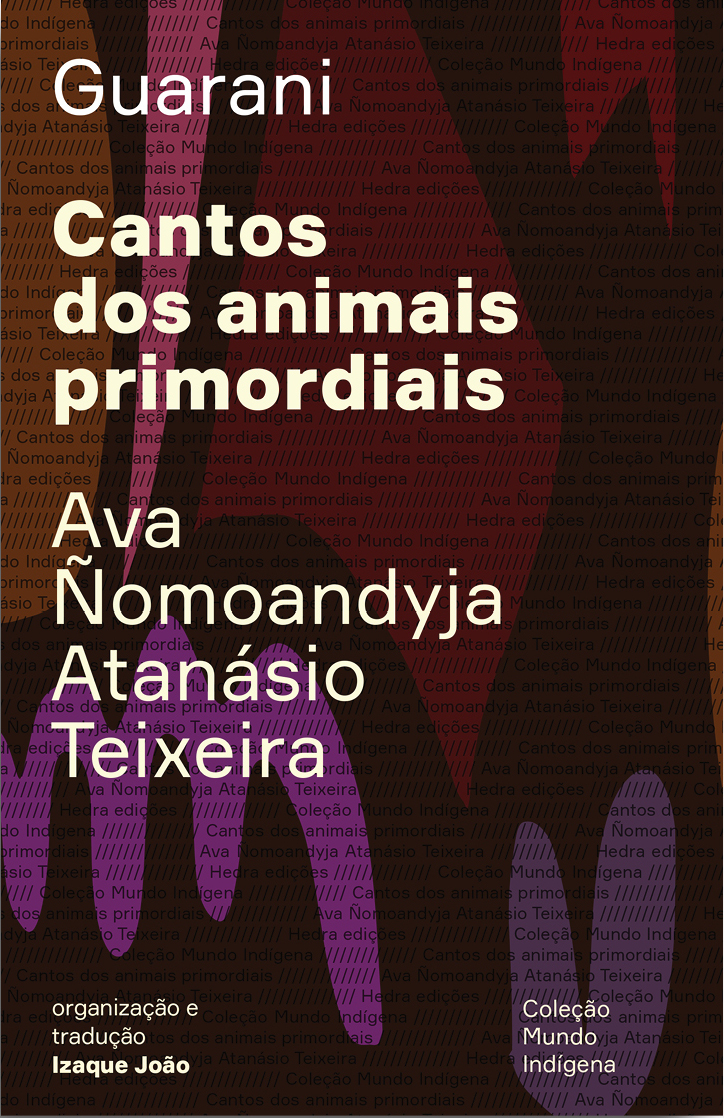 Guarani
Cantos
dos animais
primordiais
Ava
Ñomoandyja
Atanásio
Teixeira
organização e
tradução
Izaque João
Coleção
Mundo
Indígena